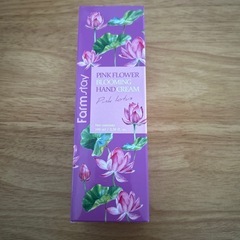 Farmstay
PINK FLOWER
BLOOMING
HAND CREAM
Pink Lotus